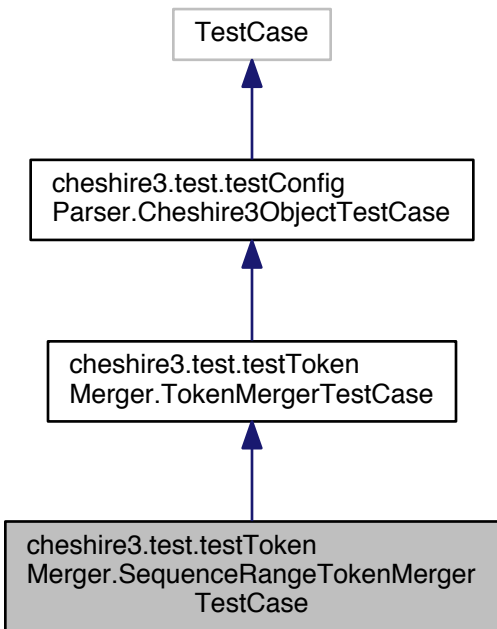 TestCase
cheshire3.test.testConfig
Parser.Cheshire3ObjectTestCase
cheshire3.test.testToken
Merger.TokenMergerTestCase
cheshire3.test.testToken
Merger.SequenceRangeTokenMerger
TestCase